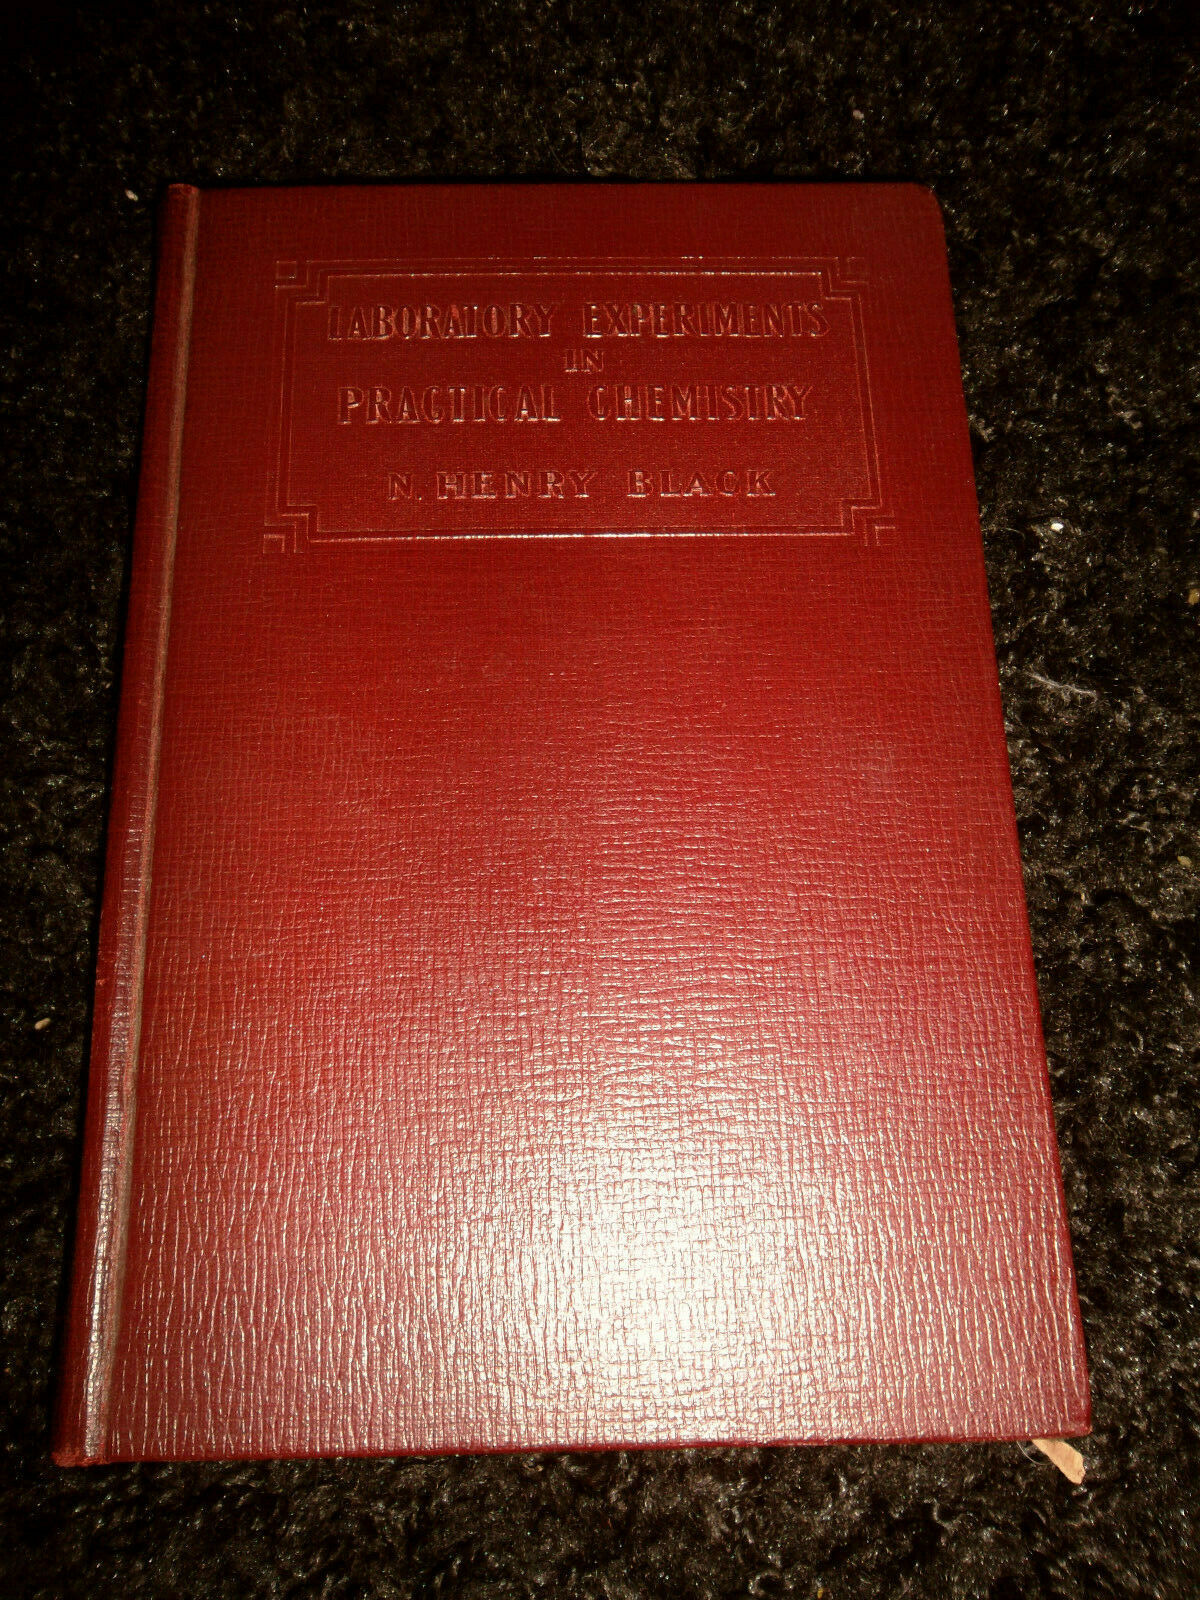 LABORATORY EXPERIMENTS
IN
PRACTICAL CHEMISTRY
N. HENRY BLACK